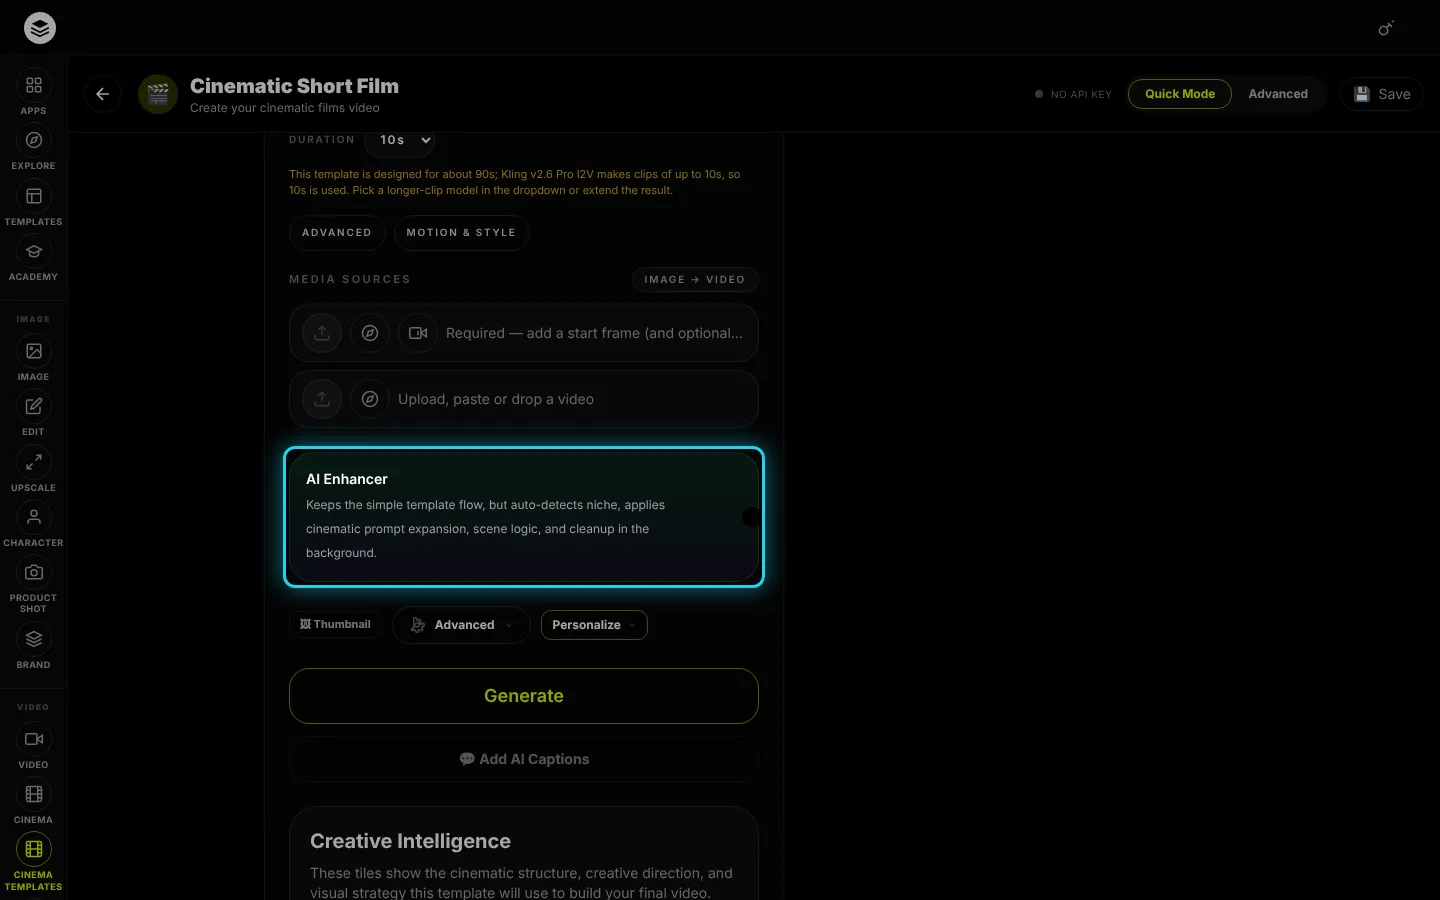 Cinematic Short Film
Create your cinematic films video
NO API KEY
Quick Mode
Advanced
Save
APPS
EXPLORE
TEMPLATES
ACADEMY
IMAGE
IMAGE
EDIT
UPSCALE
CHARACTER
PRODUCT
SHOT
BRAND
VIDEO
VIDEO
CINEMA
CINEMA
TEMPLATES
DURATION
10s
This template is designed for about 90s; Kling v2.6 Pro I2V makes clips of up to 10s, so
10s is used. Pick a longer-clip model in the dropdown or extend the result.
ADVANCED
MOTION & STYLE
MEDIA SOURCES
IMAGE → VIDEO
Required — add a start frame (and optional...
Upload, paste or drop a video
AI Enhancer
Keeps the simple template flow, but auto-detects niche, applies
cinematic prompt expansion, scene logic, and cleanup in the
background.
Thumbnail
Advanced
Personalize
Generate
Add AI Captions
Creative Intelligence
These tiles show the cinematic structure, creative direction, and
visual strategy this template will use to build your final video.